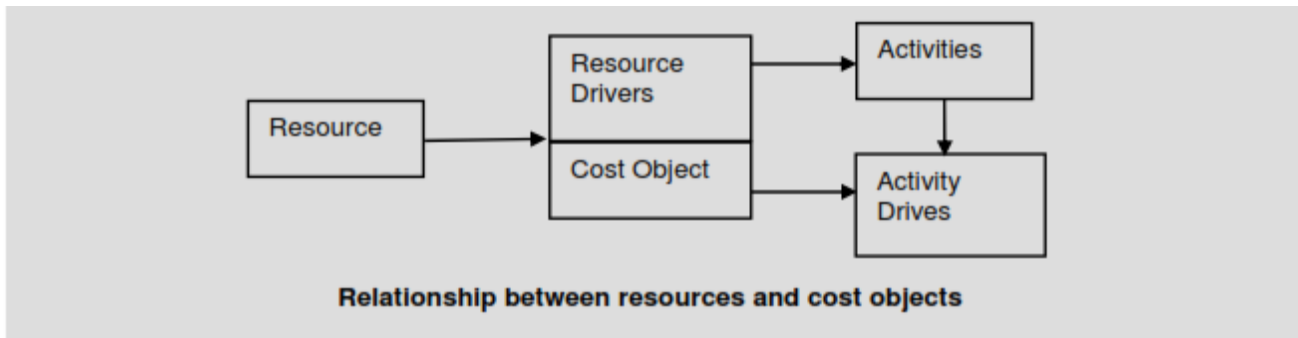 Resource
Resource
Drivers
Cost Object
Activities
Activity
Drives
Relationship between resources and cost objects